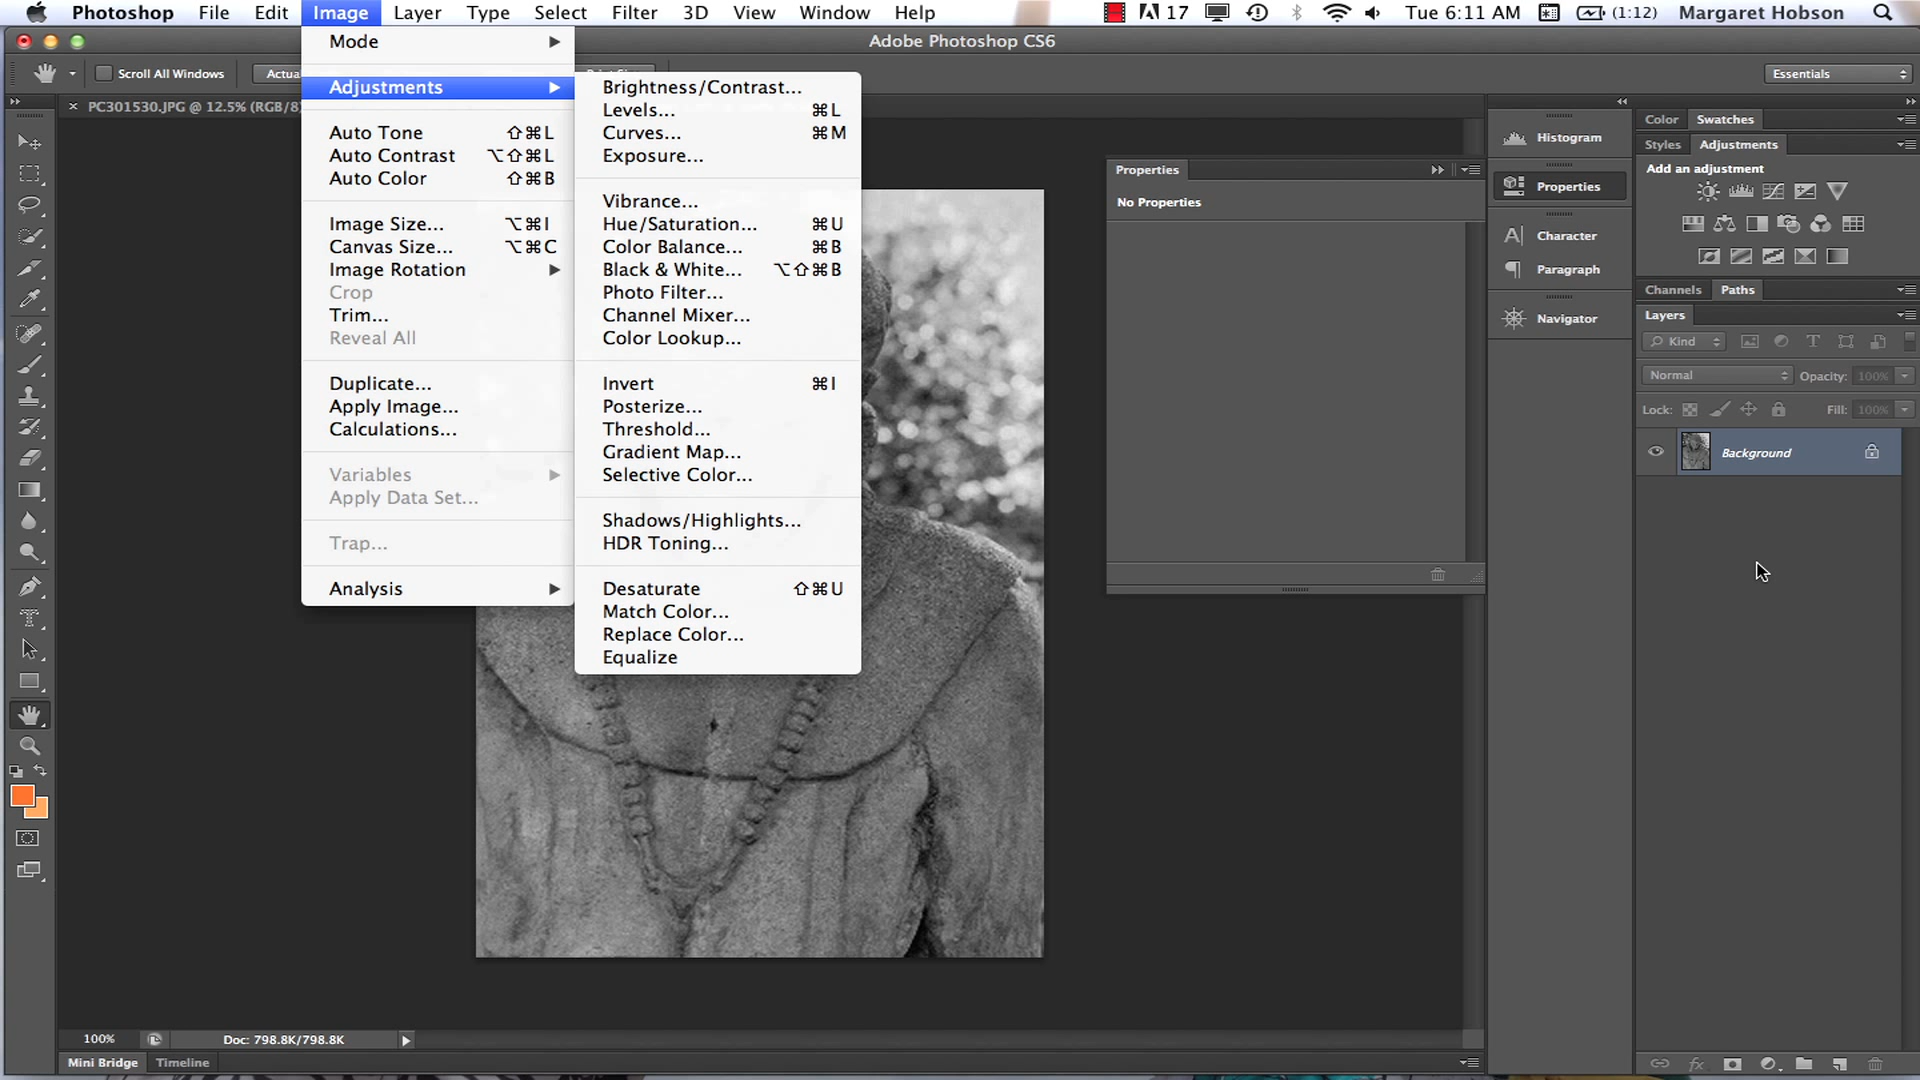 Photoshop File Edit Image Layer Type Select Filter 3D View Window Help 17 Tue 6:11 AM (1:12) Margaret Hobson
Adobe Photoshop CS6
Scroll All Windows Actua
Essentials
PC301530.JPG @ 12.5% (RGB/8
Mode
Adjustments
Auto Tone ⇧⌘L
Auto Contrast ⌥⇧⌘L
Auto Color ⇧⌘B
Image Size... ⌥⌘I
Canvas Size... ⌥⌘C
Image Rotation
Crop
Trim...
Reveal All
Duplicate...
Apply Image...
Calculations...
Variables
Apply Data Set...
Trap...
Analysis
Brightness/Contrast...
Levels... ⌘L
Curves... ⌘M
Exposure...
Vibrance...
Hue/Saturation... ⌘U
Color Balance... ⌘B
Black & White... ⌥⇧⌘B
Photo Filter...
Channel Mixer...
Color Lookup...
Invert ⌘I
Posterize...
Threshold...
Gradient Map...
Selective Color...
Shadows/Highlights...
HDR Toning...
Desaturate ⇧⌘U
Match Color...
Replace Color...
Equalize
Properties
No Properties
Histogram
Properties
Character
Paragraph
Navigator
Color Swatches
Styles Adjustments
Add an adjustment
Channels Paths
Layers
Kind
Normal Opacity: 100%
Lock: Fill: 100%
Background
100% Doc: 798.8K/798.8K
Mini Bridge Timeline